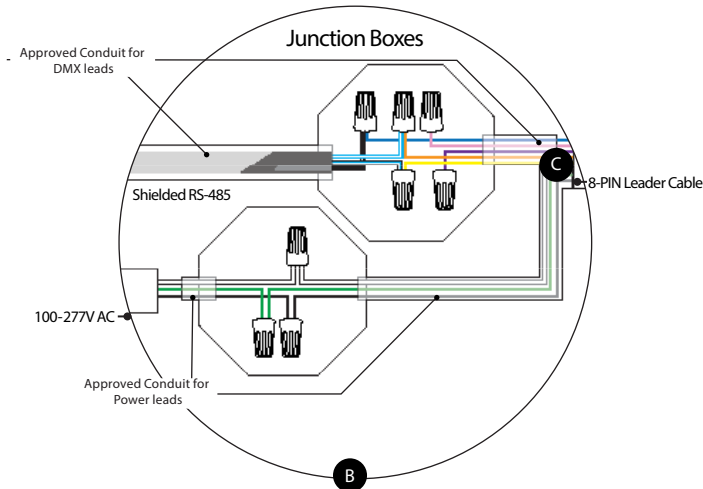 Junction Boxes
Approved Conduit for
DMX leads
C
8-PIN Leader Cable
Shielded RS-485
100-277V AC
Approved Conduit for
Power leads
B